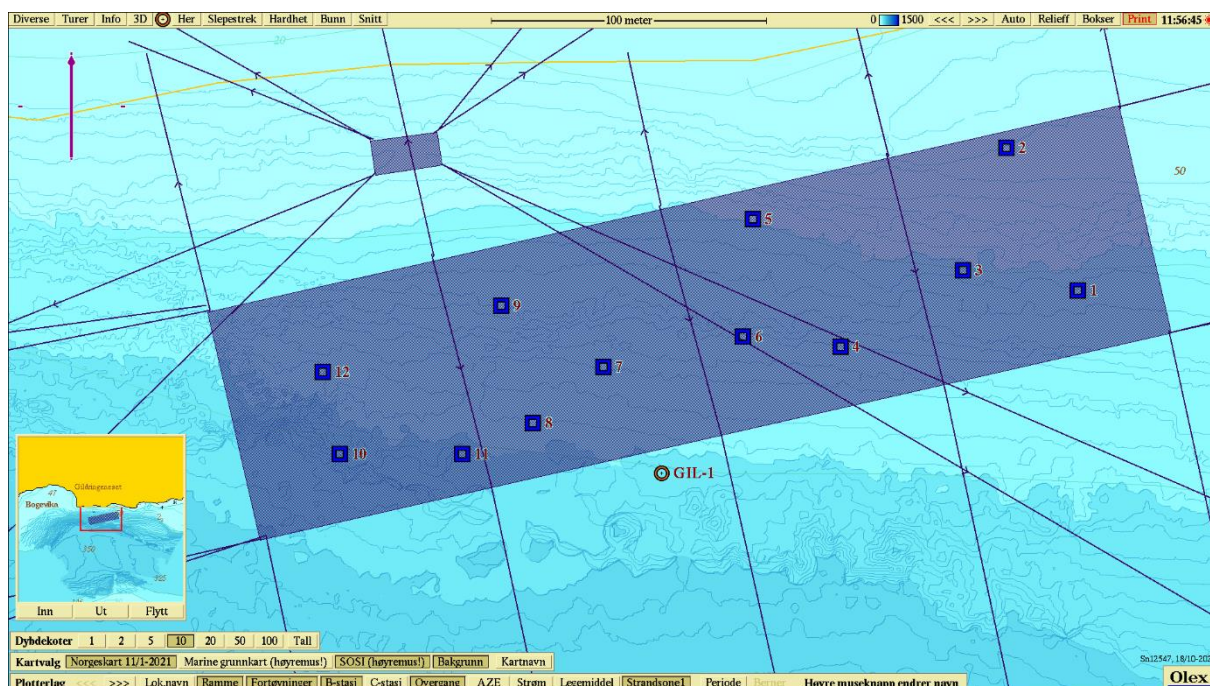 Diverse Turer Info 3D Her Slepestrek Hardhet Bunn Snitt 100 meter 0 1500 <<< >>> Auto Relieff Bokser Print 11:56:45
20
2
50
5
3
1
9
6
4
12
7
8
10
11
GIL-1
47
Bogevika
2
350
325
Inn Ut Flytt
Dybdekoter 1 2 5 10 20 50 100 Tall
Kartvalg Norgeskart 11/1-2021 Marine grunnkart (høyremus!) SOSI (høyremus!) Bakgrunn Kartnavn
Sn12547, 18/10-202
Plotterlag <<< >>> Lok.navn Ramme Fortøyninger B-stasj C-stasj Overgang AZE Strøm Legemiddel Strandsone1 Periode Berner Høyre museknapp endrer navn
Olex